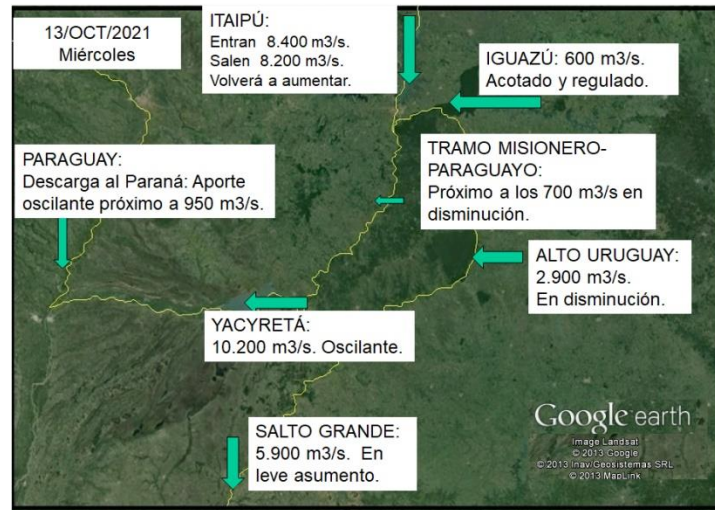 13/OCT/2021
Miércoles
ITAIPÚ:
Entran 8.400 m3/s.
Salen 8.200 m3/s.
Volverá a aumentar.
IGUAZÚ: 600 m3/s.
Acotado y regulado.
PARAGUAY:
Descarga al Paraná: Aporte
oscilante próximo a 950 m3/s.
TRAMO MISIONERO-
PARAGUAYO:
Próximo a los 700 m3/s en
disminución.
ALTO URUGUAY:
2.900 m3/s.
En disminución.
YACYRETÁ:
10.200 m3/s. Oscilante.
SALTO GRANDE:
5.900 m3/s. En
leve asumento.
Google earth
Image Landsat
© 2013 Google
© 2013 Inav/Geosistemas SRL
© 2013 MapLink